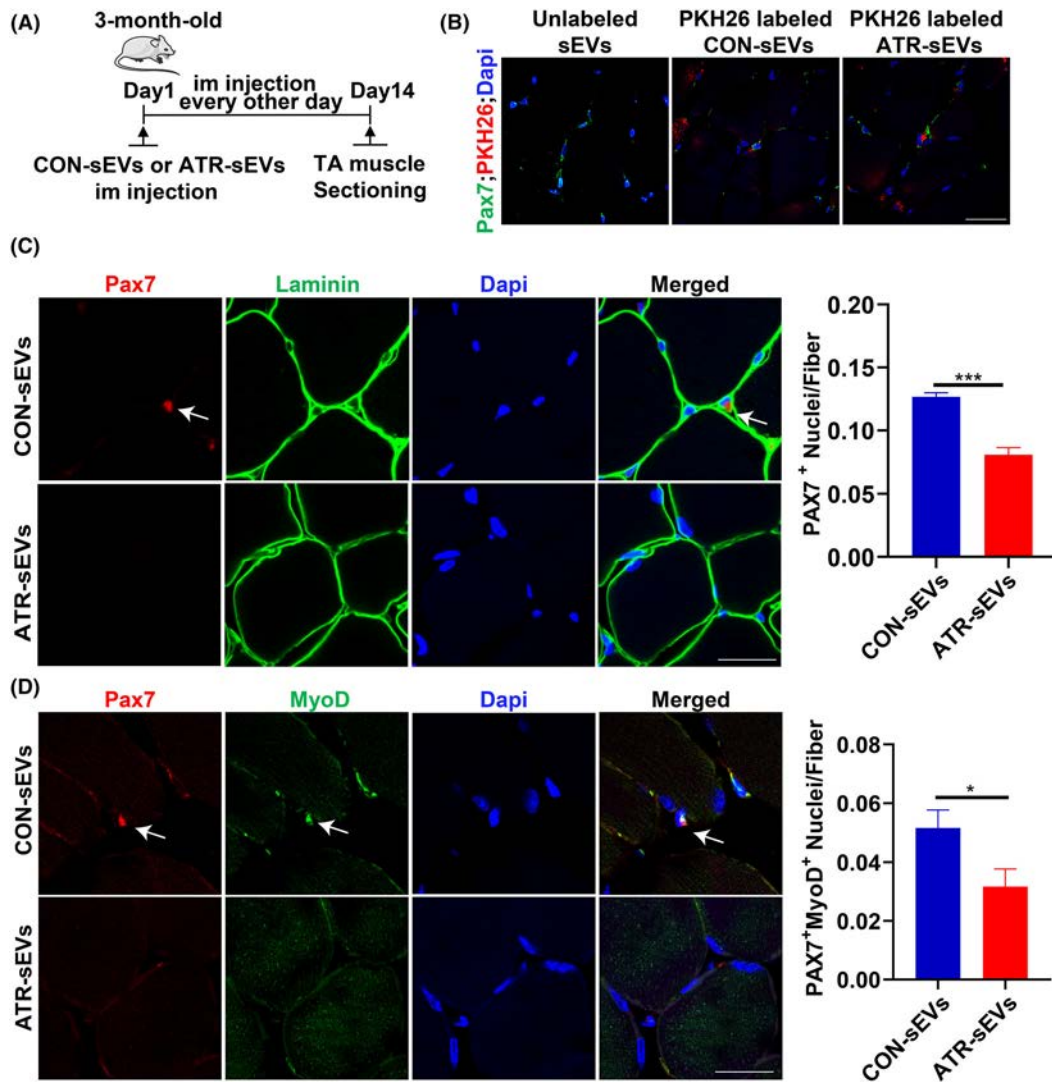 (A)
3-month-old
Day1
im injection
every other day
Day14
CON-sEVs or ATR-sEVs
im injection
TA muscle
Sectioning
(B)
Unlabeled
sEVs
PKH26 labeled
CON-sEVs
PKH26 labeled
ATR-sEVs
Pax7;PKH26;Dapi
(C)
Pax7
Laminin
Dapi
Merged
CON-sEVs
ATR-sEVs
PAX7 + Nuclei/Fiber
0.20
0.15
0.10
0.05
0.00
***
CON-sEVs
ATR-sEVs
(D)
Pax7
MyoD
Dapi
Merged
CON-sEVs
ATR-sEVs
PAX7+MyoD+ Nuclei/Fiber
0.08
0.06
0.04
0.02
0.00
*
CON-sEVs
ATR-sEVs